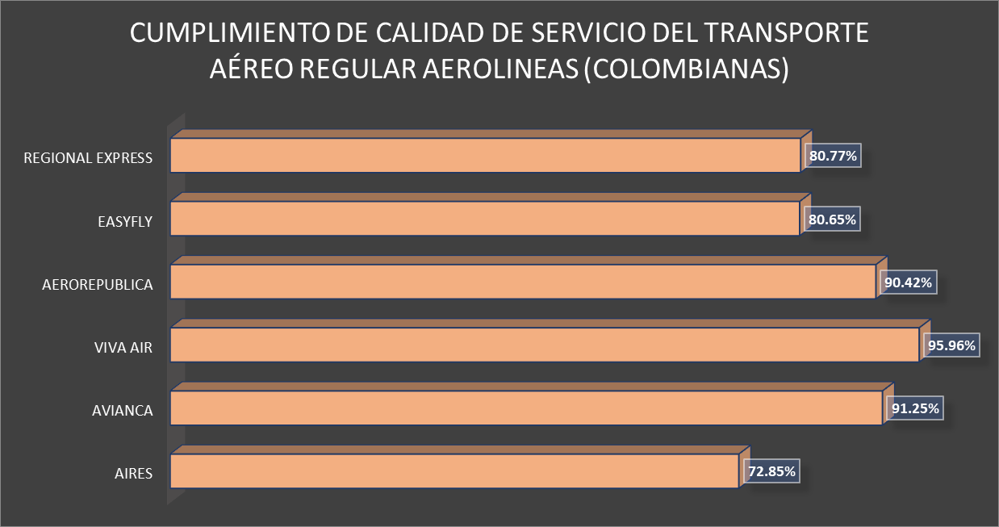 CUMPLIMIENTO DE CALIDAD DE SERVICIO DEL TRANSPORTE
AÉREO REGULAR AEROLINEAS (COLOMBIANAS)
REGIONAL EXPRESS 80.77%
EASYFLY 80.65%
AEROREPUBLICA 90.42%
VIVA AIR 95.96%
AVIANCA 91.25%
AIRES 72.85%